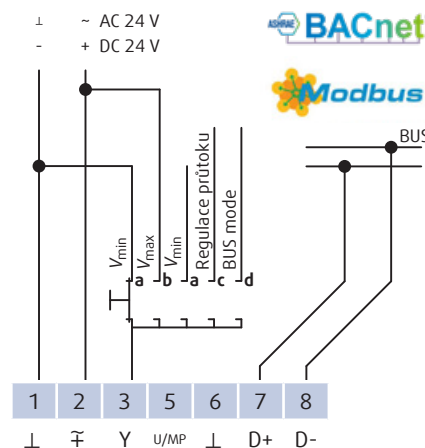 ⊥ ~ AC 24 V
- + DC 24 V
ASHRAE BACnet
Modbus
BUS
Vmin
Vmax
Vmin
Regulace průtoku
BUS mode
a b a c d
1 2 3 5 6 7 8
⊥ ≂ Y U/MP ⊥ D+ D-